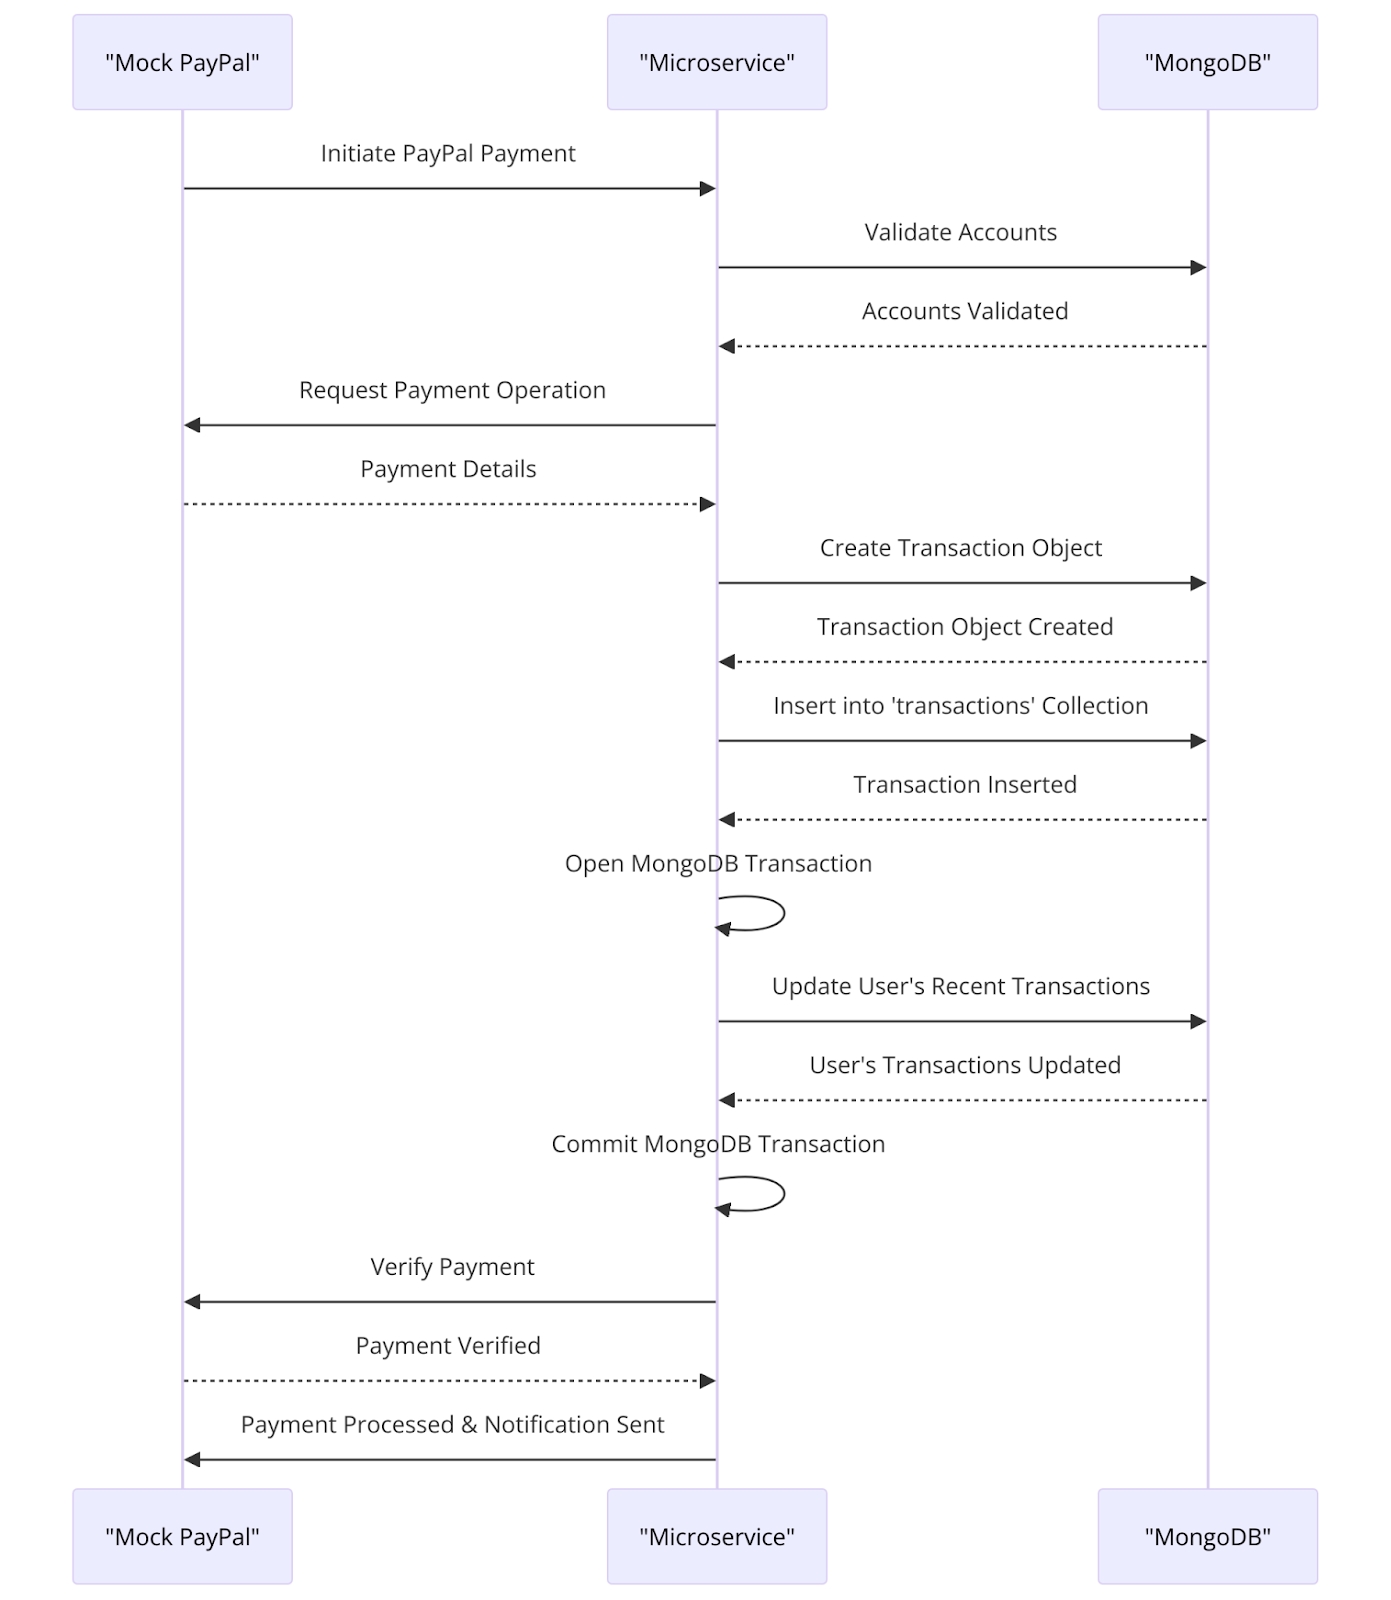 "Mock PayPal"
"Microservice"
"MongoDB"
Initiate PayPal Payment
Validate Accounts
Accounts Validated
Request Payment Operation
Payment Details
Create Transaction Object
Transaction Object Created
Insert into 'transactions' Collection
Transaction Inserted
Open MongoDB Transaction
Update User's Recent Transactions
User's Transactions Updated
Commit MongoDB Transaction
Verify Payment
Payment Verified
Payment Processed & Notification Sent
"Mock PayPal"
"Microservice"
"MongoDB"